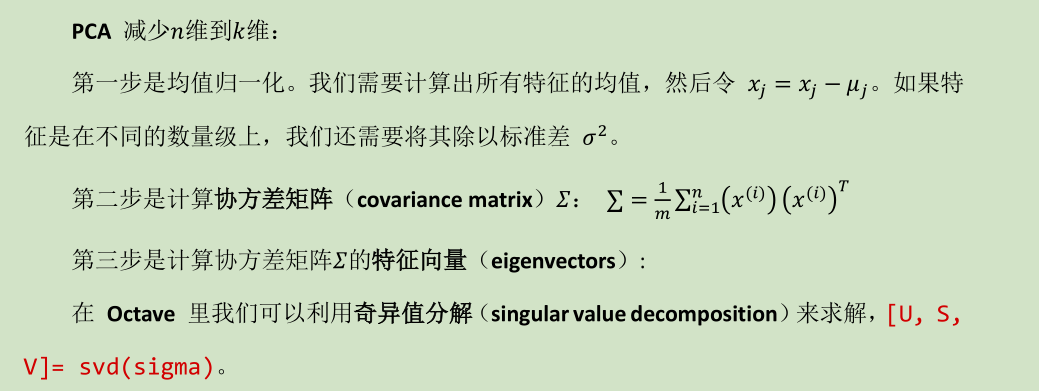 PCA 减少𝑛维到𝑘维：
第一步是均值归一化。我们需要计算出所有特征的均值，然后令 𝑥ⱼ = 𝑥ⱼ − 𝜇ⱼ。如果特
征是在不同的数量级上，我们还需要将其除以标准差 𝜎²。
第二步是计算协方差矩阵（covariance matrix）𝛴： ∑ = \frac{1}{m}∑_{i=1}^{n}(x^{(i)})(x^{(i)})^{T}
第三步是计算协方差矩阵𝛴的特征向量（eigenvectors）:
在 Octave 里我们可以利用奇异值分解（singular value decomposition）来求解，[U, S,
V]= svd(sigma)。